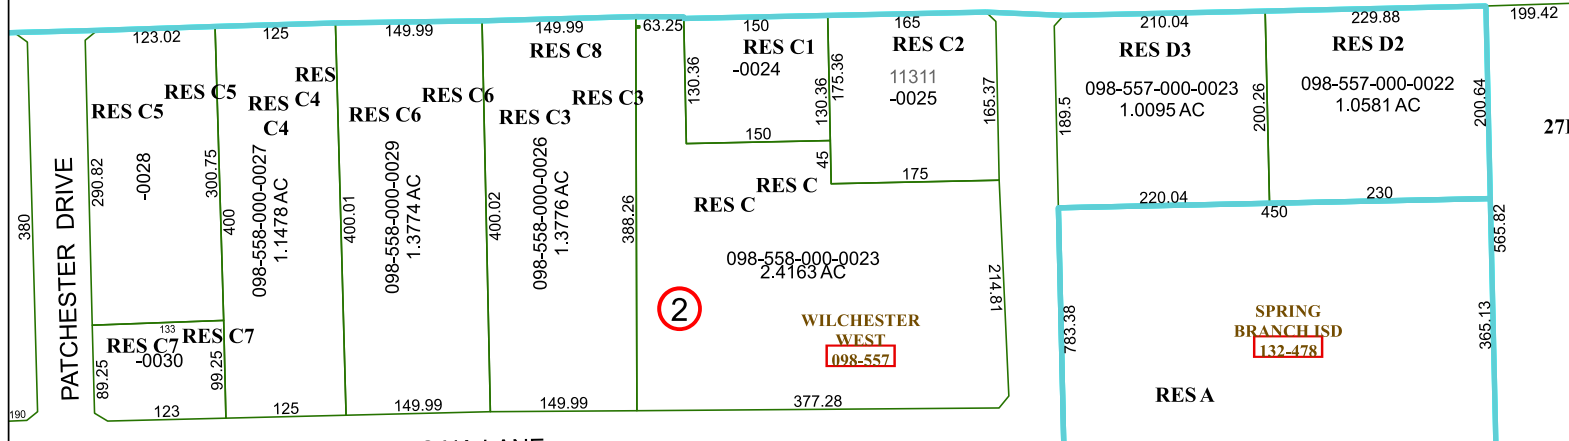 123.02
125
149.99
149.99
63.25
150
165
210.04
229.88
199.42
RES C8
RES C1
-0024
RES C2
11311
-0025
RES D3
098-557-000-0023
1.0095 AC
RES D2
098-557-000-0022
1.0581 AC
RES C5
RES C5
RES
C4
RES
C4
RES C6
RES C6
RES C3
RES C3
130.36
130.36
175.36
165.37
189.5
200.26
200.64
150
45
175
220.04
230
450
380
PATCHESTER DRIVE
290.82
-0028
300.75
400
098-558-000-0027
1.1478 AC
400.01
098-558-000-0029
1.3774 AC
400.02
098-558-000-0026
1.3776 AC
388.26
RES C
RES C
098-558-000-0023
2.4163 AC
214.81
2
WILCHESTER
WEST
098-557
783.38
SPRING
BRANCH ISD
132-478
RES A
565.82
365.13
133
RES C7
RES C7
-0030
89.25
99.25
190
123
125
149.99
149.99
377.28